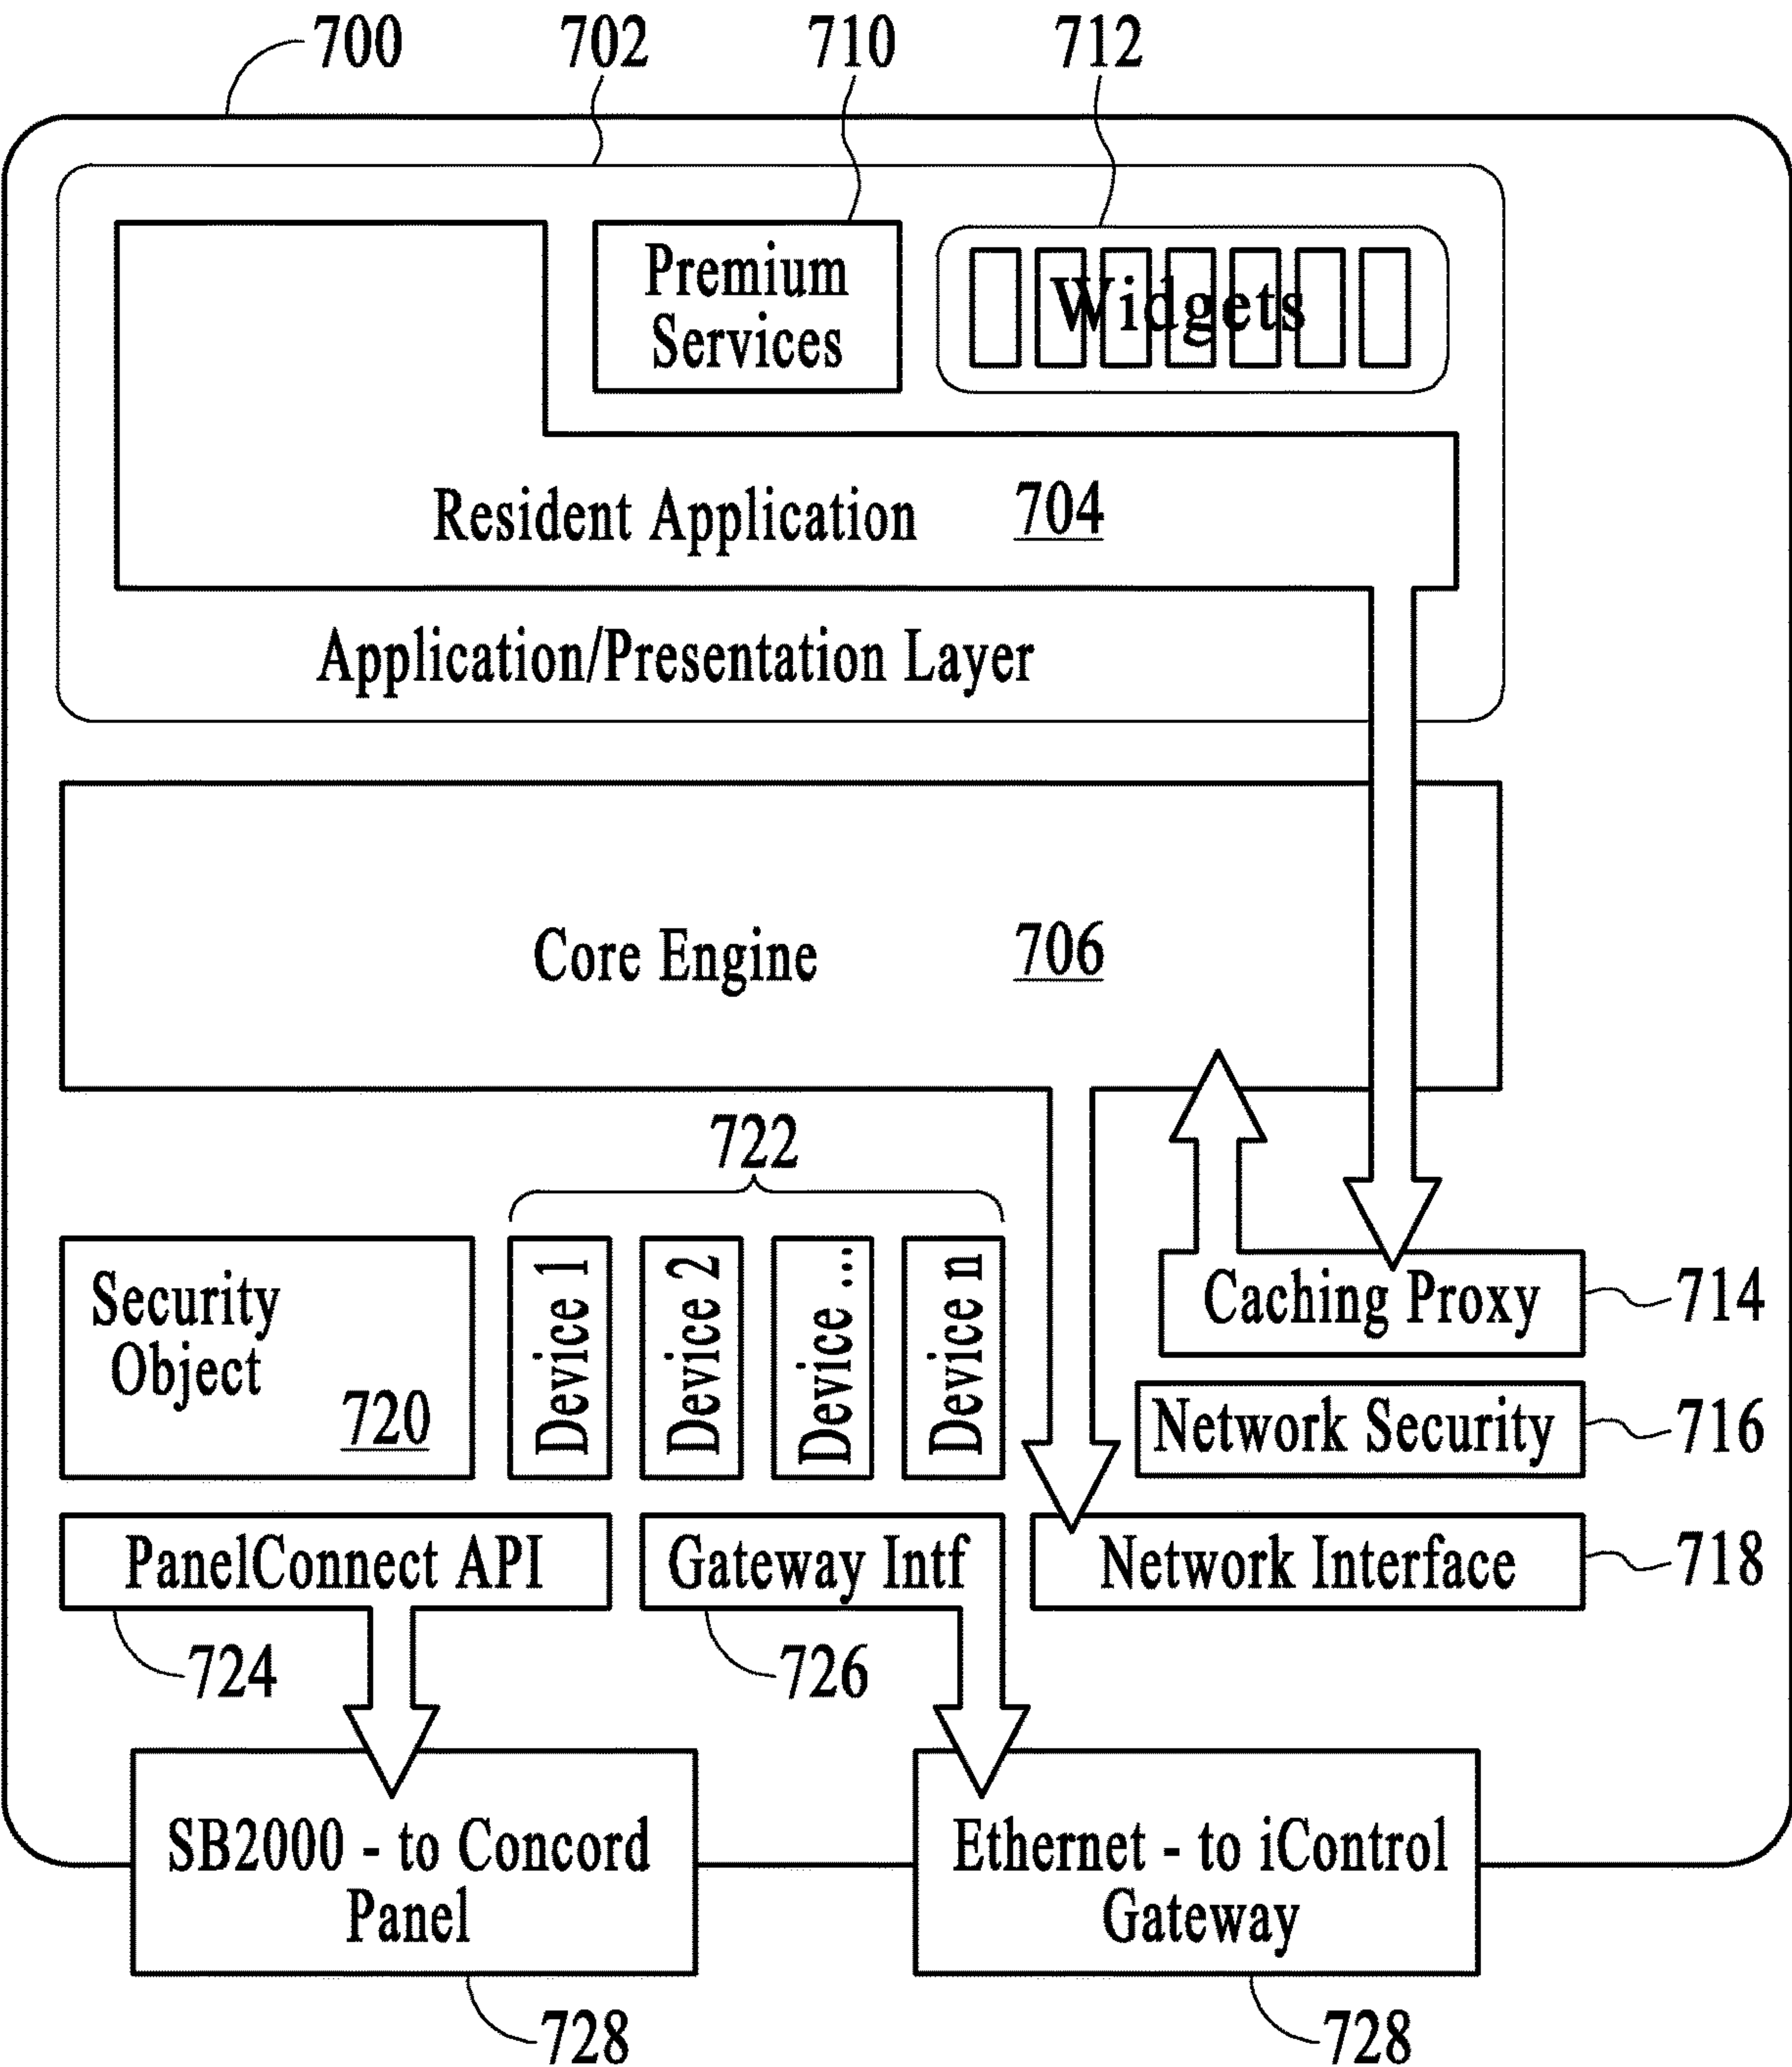 700
702
710
712
Premium
Services
Widgets
Resident Application 704
Application/Presentation Layer
Core Engine 706
722
Security
Object
720
Device 1
Device 2
Device ...
Device n
Caching Proxy
714
Network Security
716
PanelConnect API
Gateway Intf
Network Interface
718
724
726
SB2000 - to Concord
Panel
Ethernet - to iControl
Gateway
728
728